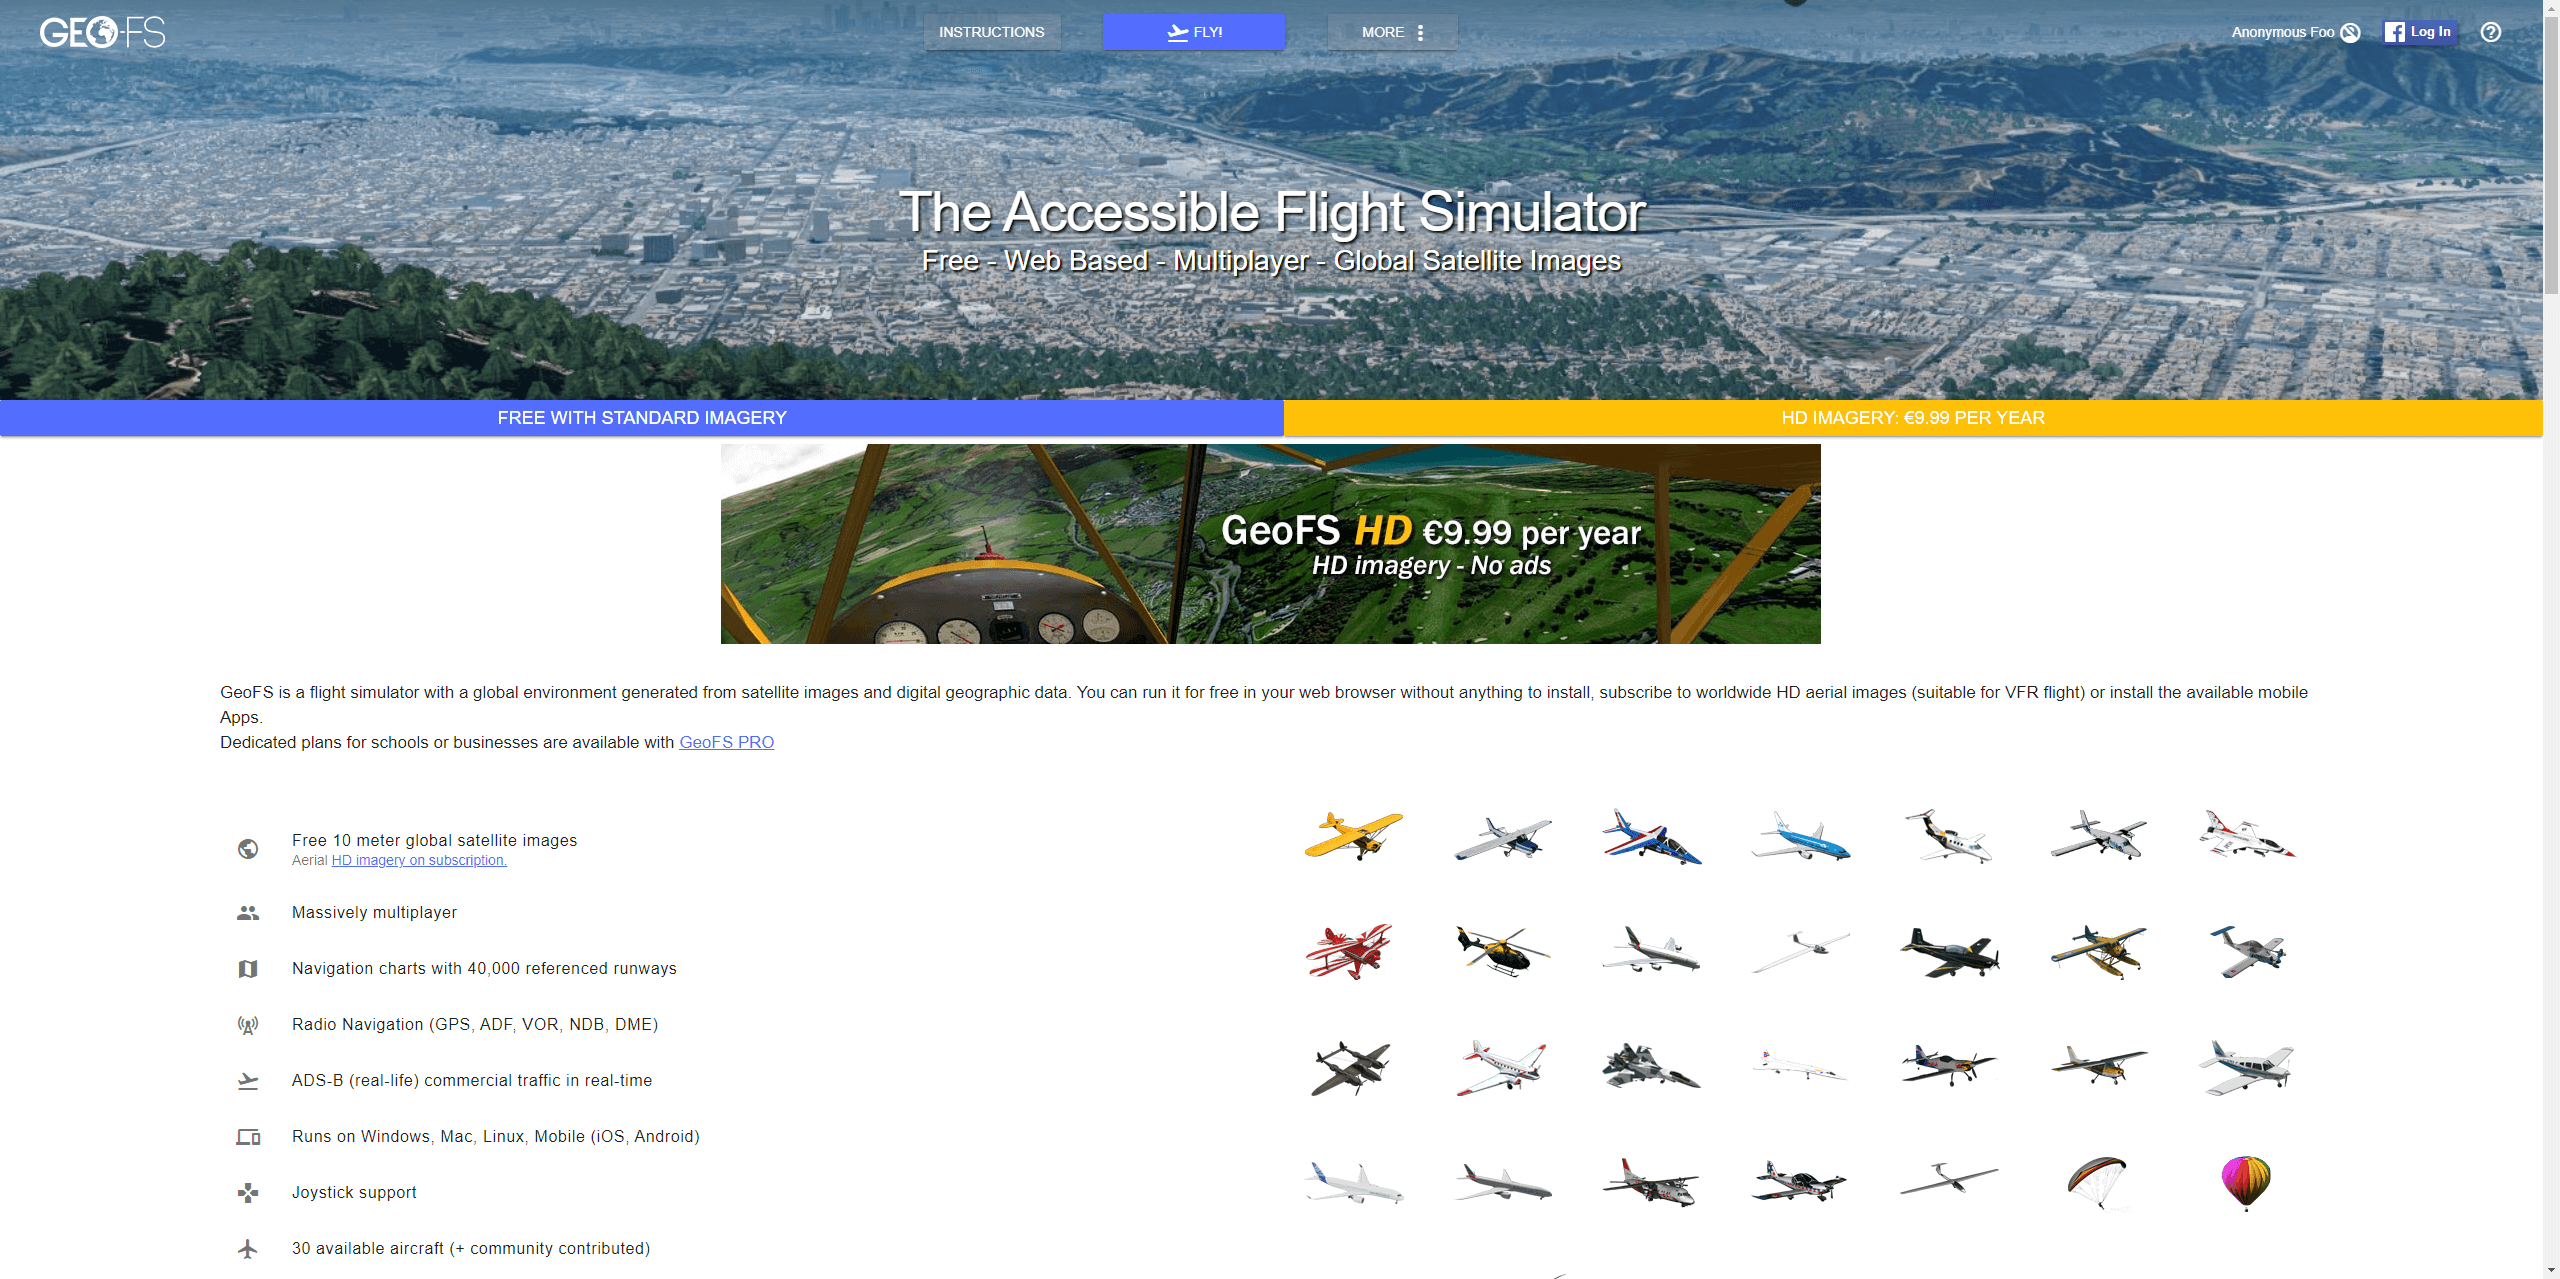 GEO-FS
INSTRUCTIONS
FLY!
MORE
Anonymous Foo
Log In
The Accessible Flight Simulator
Free - Web Based - Multiplayer - Global Satellite Images
FREE WITH STANDARD IMAGERY
HD IMAGERY: €9.99 PER YEAR
GeoFS HD €9.99 per year
HD imagery - No ads
GeoFS is a flight simulator with a global environment generated from satellite images and digital geographic data. You can run it for free in your web browser without anything to install, subscribe to worldwide HD aerial images (suitable for VFR flight) or install the available mobile
Apps.
Dedicated plans for schools or businesses are available with GeoFS PRO
Free 10 meter global satellite images
Aerial HD imagery on subscription.
Massively multiplayer
Navigation charts with 40,000 referenced runways
Radio Navigation (GPS, ADF, VOR, NDB, DME)
ADS-B (real-life) commercial traffic in real-time
Runs on Windows, Mac, Linux, Mobile (iOS, Android)
Joystick support
30 available aircraft (+ community contributed)